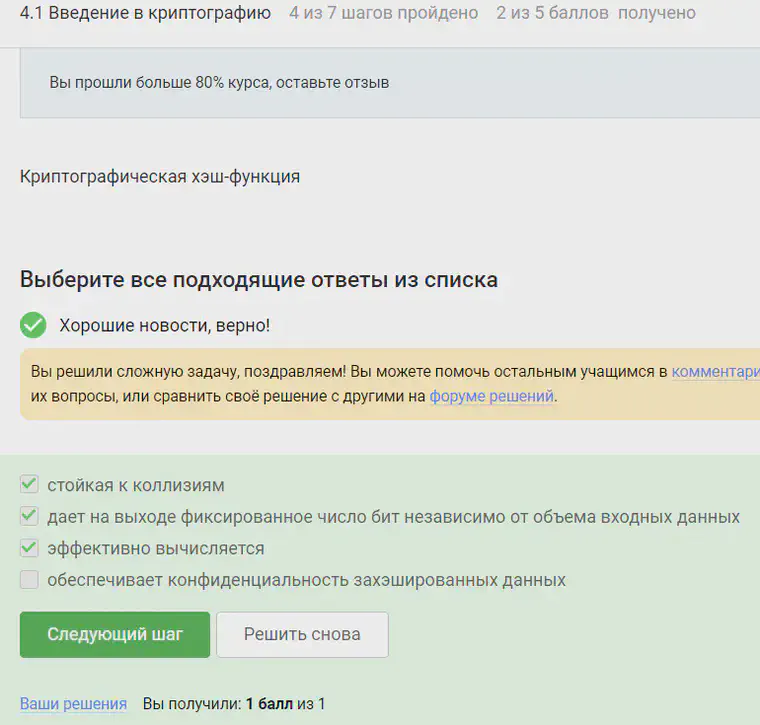 4.1 Введение в криптографию 4 из 7 шагов пройдено 2 из 5 баллов получено
Вы прошли больше 80% курса, оставьте отзыв
Криптографическая хэш-функция
Выберите все подходящие ответы из списка
Хорошие новости, верно!
Вы решили сложную задачу, поздравляем! Вы можете помочь остальным учащимся в комментари
их вопросы, или сравнить своё решение с другими на форуме решений.
стойкая к коллизиям
дает на выходе фиксированное число бит независимо от объема входных данных
эффективно вычисляется
обеспечивает конфиденциальность захэшированных данных
Следующий шаг Решить снова
Ваши решения Вы получили: 1 балл из 1